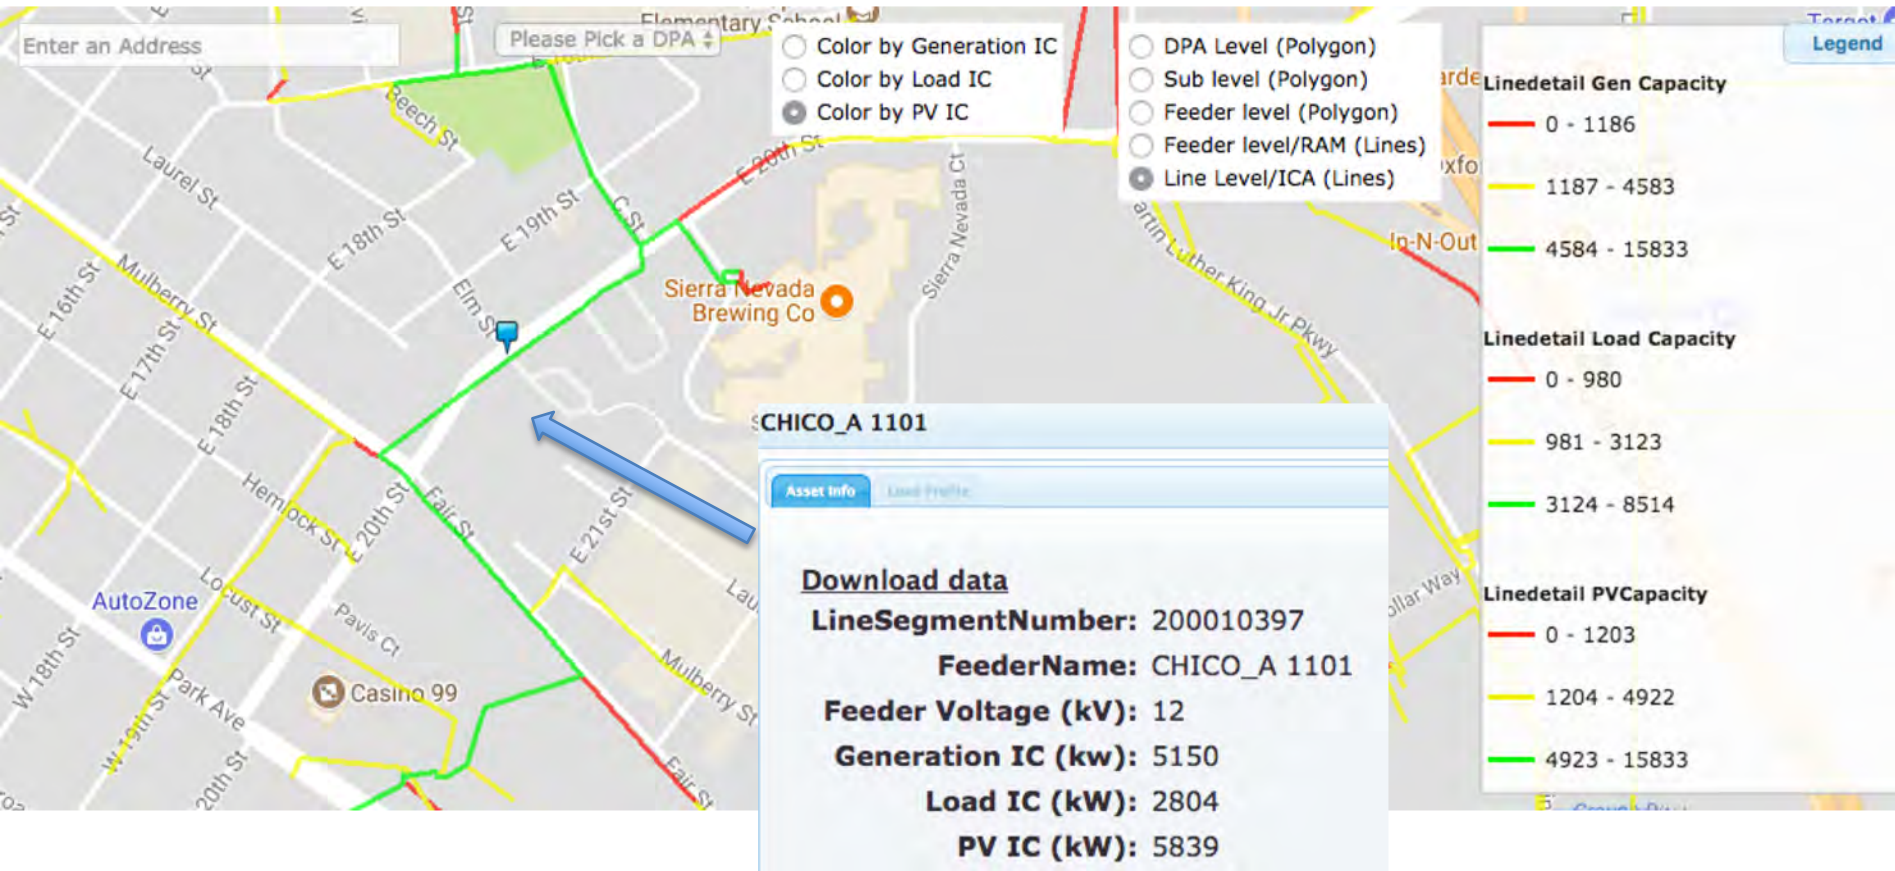 Enter an Address
Please Pick a DPA
Elementary School
Color by Generation IC
Color by Load IC
Color by PV IC
DPA Level (Polygon)
Sub level (Polygon)
Feeder level (Polygon)
Feeder level/RAM (Lines)
Line Level/ICA (Lines)
Target
Legend
Linedetail Gen Capacity
0 - 1186
1187 - 4583
4584 - 15833
Linedetail Load Capacity
0 - 980
981 - 3123
3124 - 8514
Linedetail PVCapacity
0 - 1203
1204 - 4922
4923 - 15833
Beech St
Laurel St
E 18th St
E 19th St
C St
E 20th St
Sierra Nevada Ct
In-N-Out
Luther King Jr Pkwy
Mulberry St
E 16th St
E 17th St
E 18th St
Elm St
Sierra Nevada
Brewing Co
Hemlock St
E 20th St
Fair St
E 21st St
AutoZone
Locust St
Pavis Ct
W 18th St
Park Ave
W 19th St
20th St
Casino 99
Mulberry St
Fair St
CHICO_A 1101
Asset Info
Load Profile
Download data
LineSegmentNumber: 200010397
FeederName: CHICO_A 1101
Feeder Voltage (kV): 12
Generation IC (kw): 5150
Load IC (kW): 2804
PV IC (kW): 5839